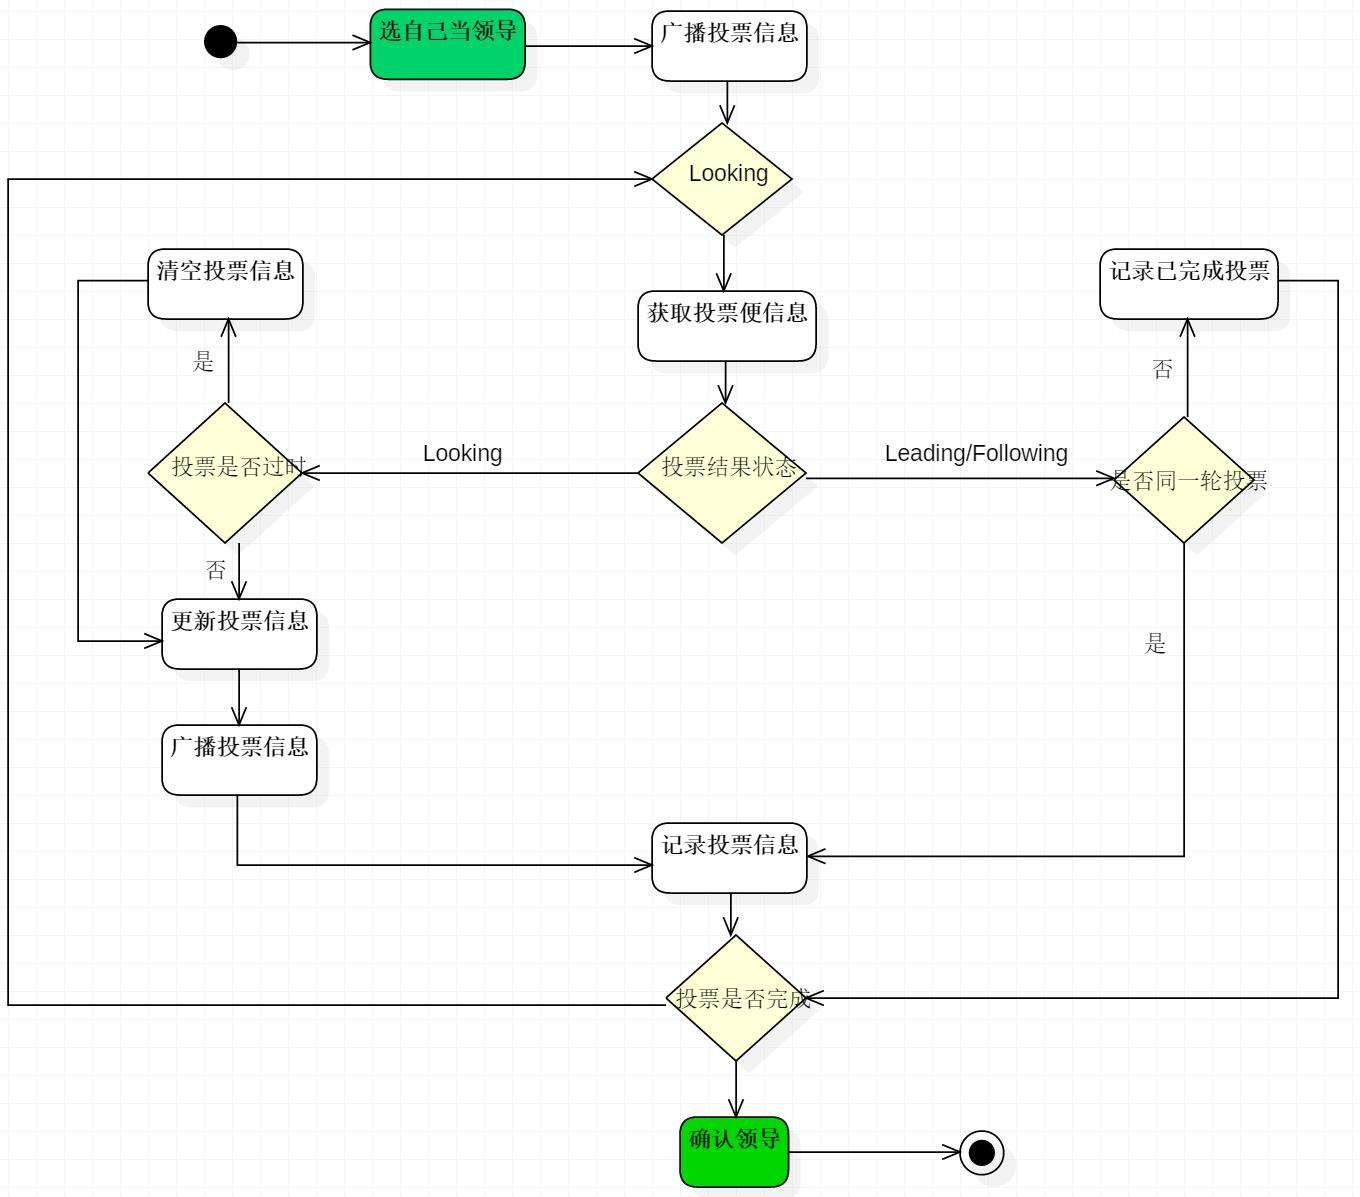 选自己当领导
广播投票信息
Looking
清空投票信息
获取投票便信息
记录已完成投票
是
否
Looking
Leading/Following
投票是否过时
投票结果状态
是否同一轮投票
否
更新投票信息
是
广播投票信息
记录投票信息
投票是否完成
确认领导